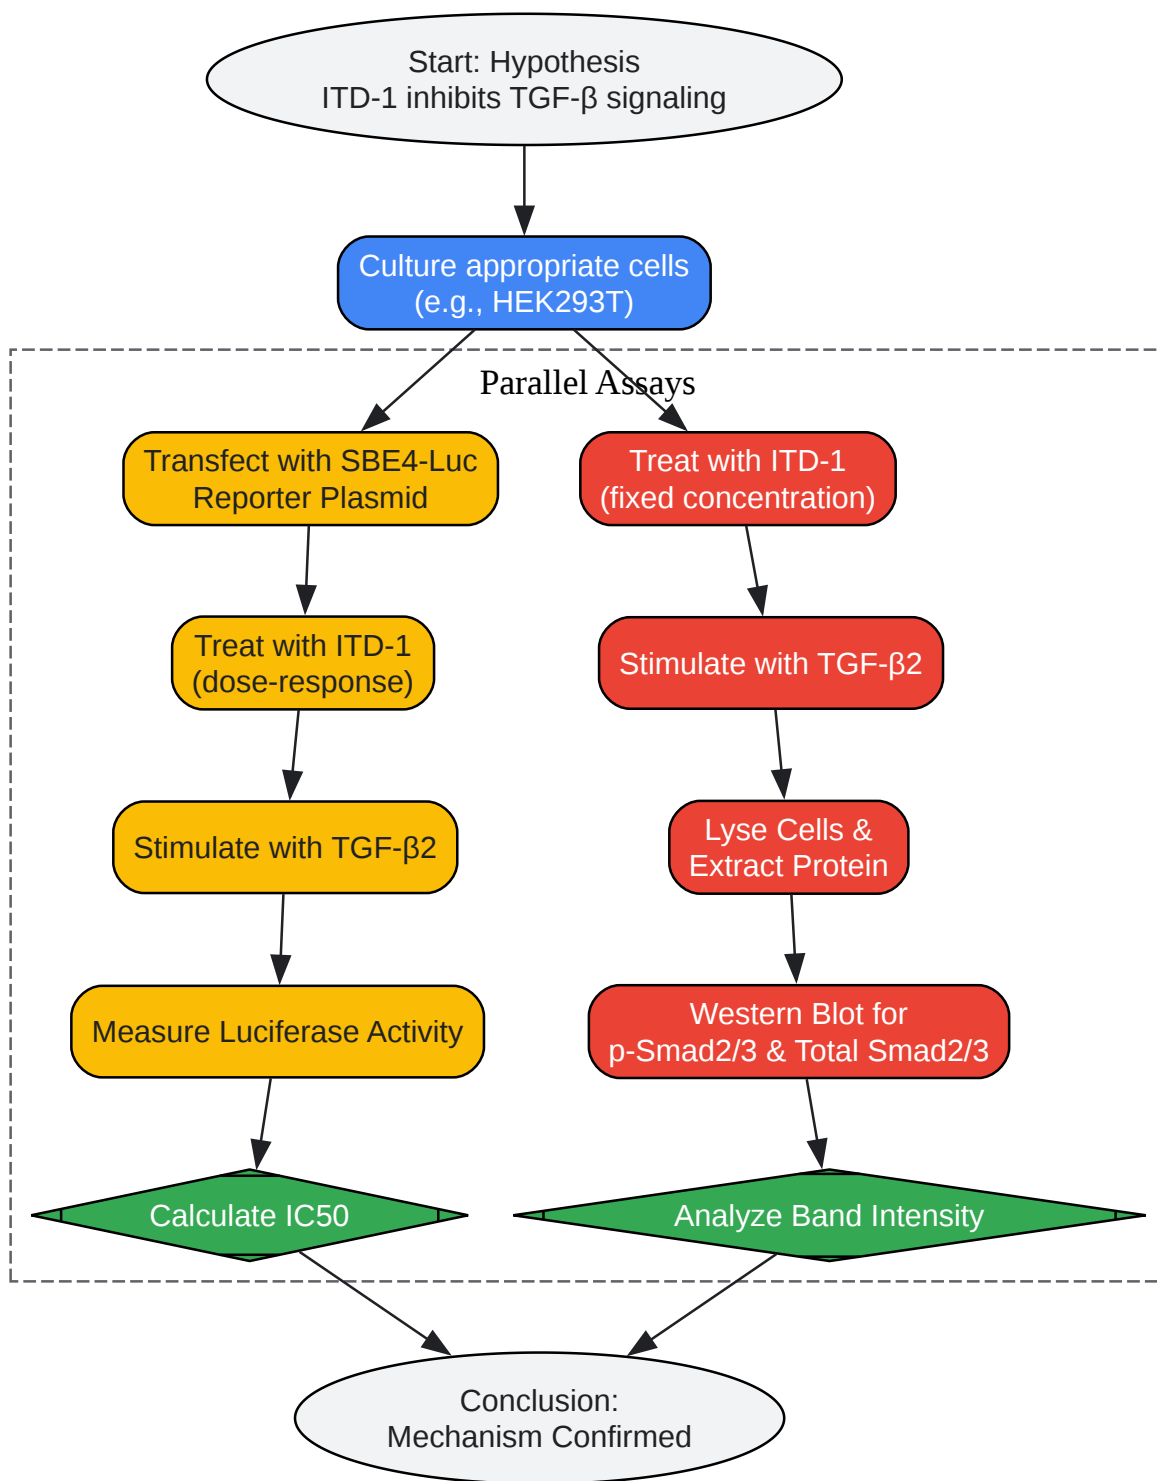 Start: Hypothesis
ITD-1 inhibits TGF-β signaling
Culture appropriate cells
(e.g., HEK293T)
Parallel Assays
Transfect with SBE4-Luc
Reporter Plasmid
Treat with ITD-1
(dose-response)
Stimulate with TGF-β2
Measure Luciferase Activity
Calculate IC50
Treat with ITD-1
(fixed concentration)
Stimulate with TGF-β2
Lyse Cells &
Extract Protein
Western Blot for
p-Smad2/3 & Total Smad2/3
Analyze Band Intensity
Conclusion:
Mechanism Confirmed